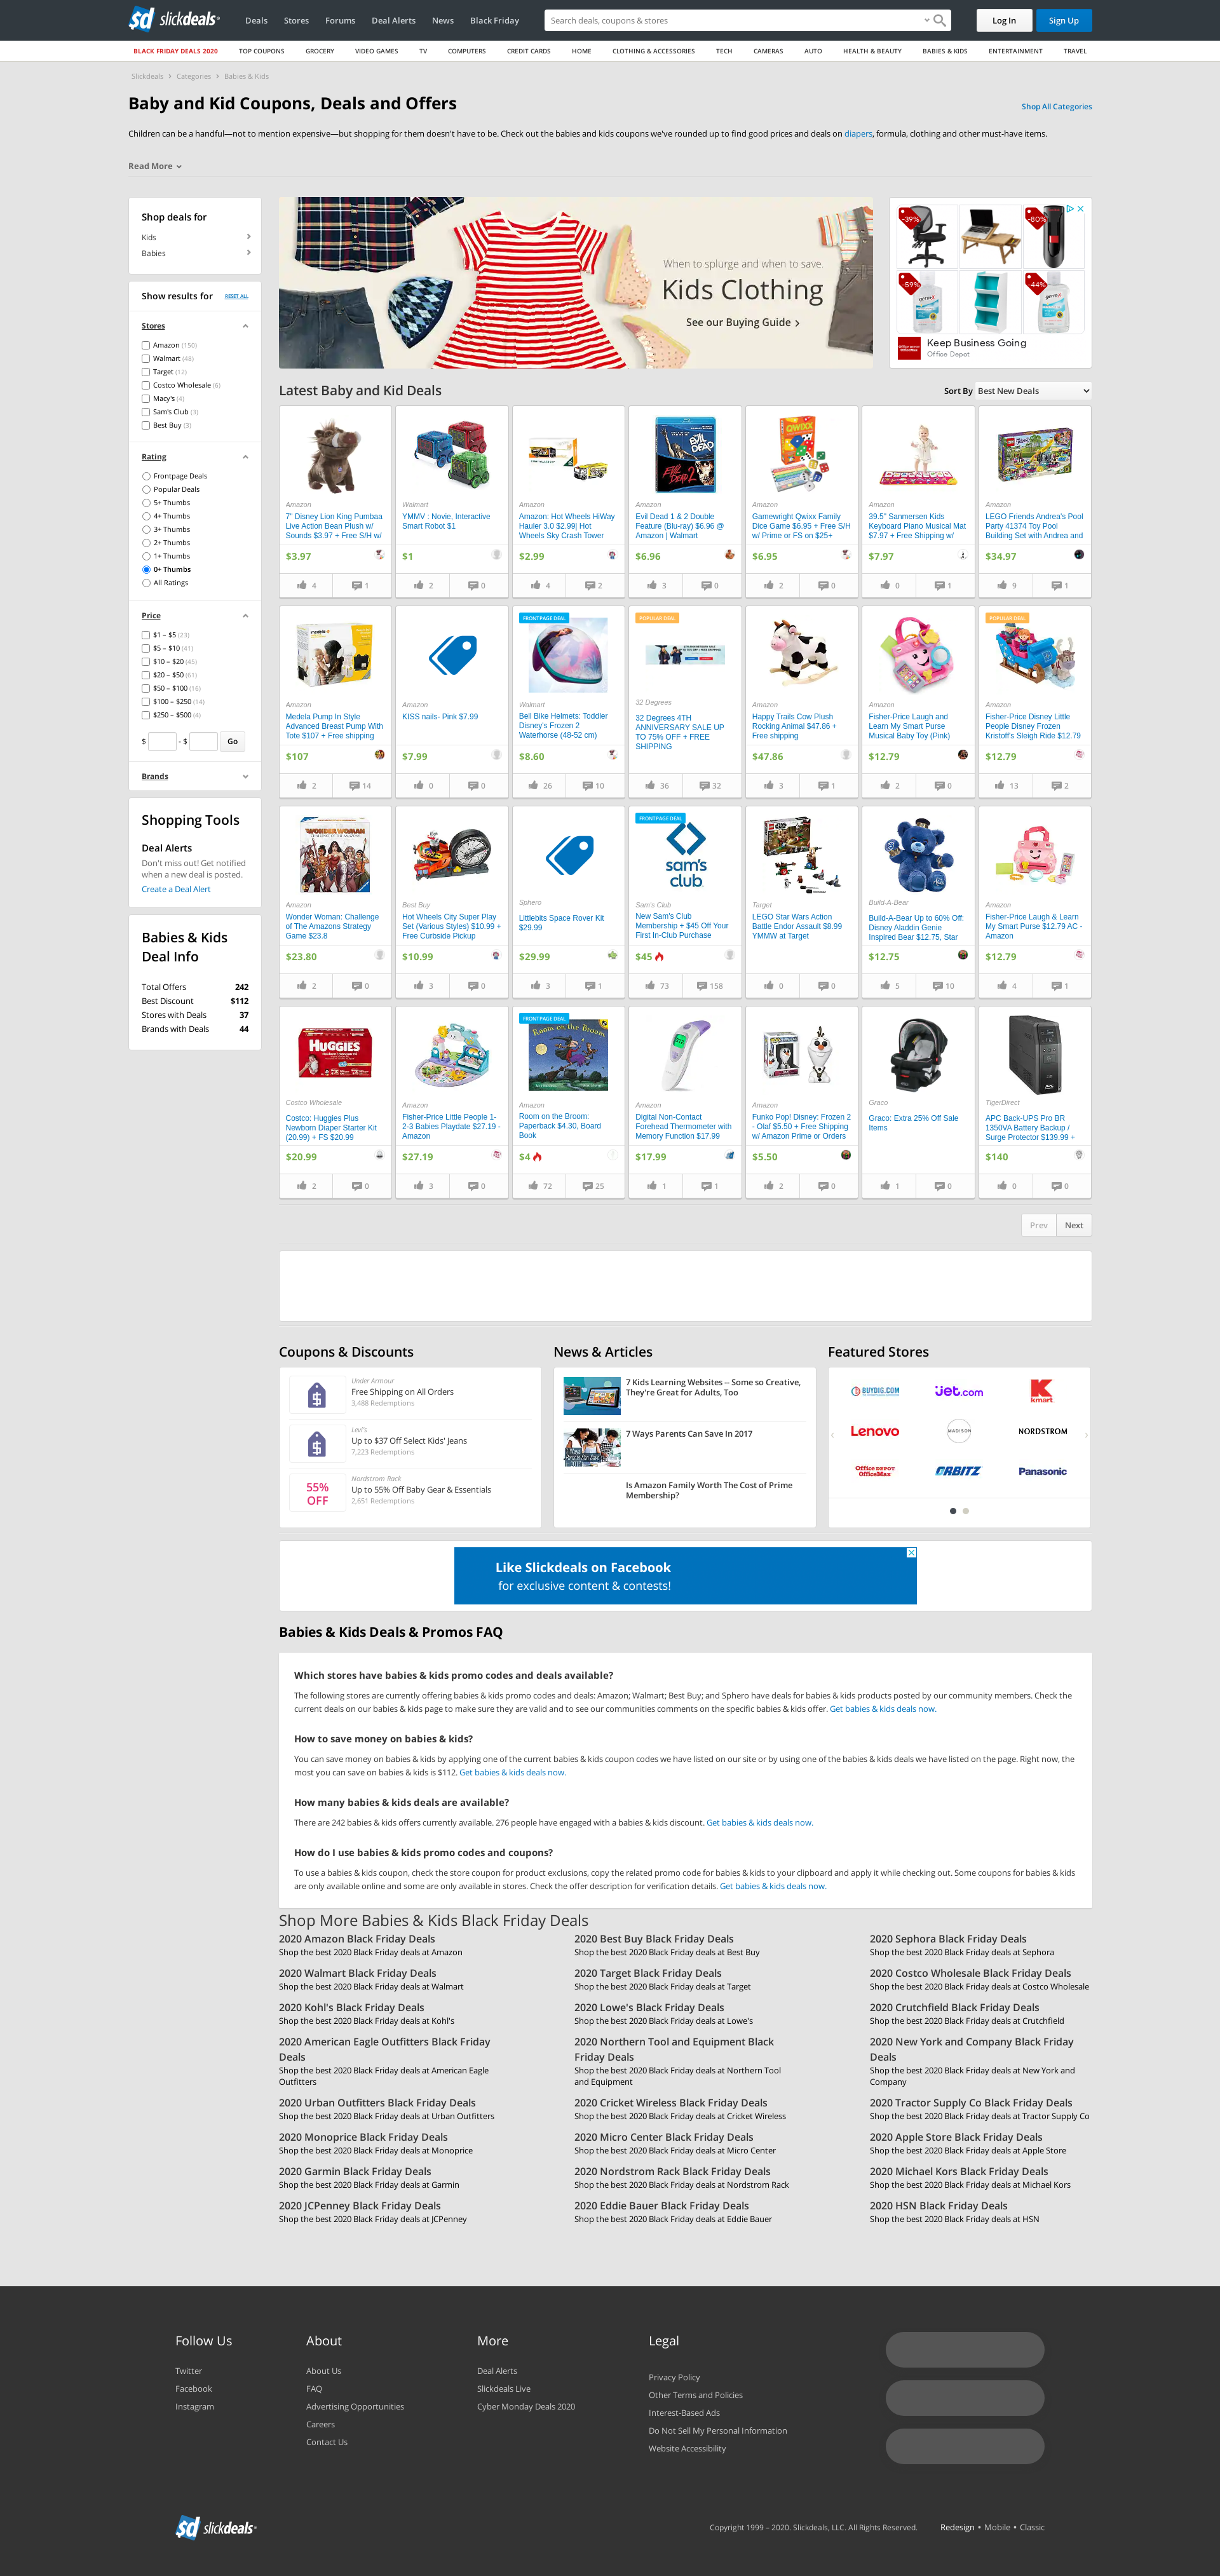 slickdeals
Deals
Stores
Forums
Deal Alerts
News
Black Friday
Search deals, coupons & stores
Log In
Sign Up
BLACK FRIDAY DEALS 2020
TOP COUPONS
GROCERY
VIDEO GAMES
TV
COMPUTERS
CREDIT CARDS
HOME
CLOTHING & ACCESSORIES
TECH
CAMERAS
AUTO
HEALTH & BEAUTY
BABIES & KIDS
ENTERTAINMENT
TRAVEL
Slickdeals › Categories › Babies & Kids
Baby and Kid Coupons, Deals and Offers
Shop All Categories
Children can be a handful—not to mention expensive—but shopping for them doesn't have to be. Check out the babies and kids coupons we've rounded up to find good prices and deals on diapers, formula, clothing and other must-have items.
Read More
Shop deals for
Kids
Babies
Show results for
RESET ALL
Stores
Amazon (150)
Walmart (48)
Target (12)
Costco Wholesale (6)
Macy's (4)
Sam's Club (3)
Best Buy (3)
Rating
Frontpage Deals
Popular Deals
5+ Thumbs
4+ Thumbs
3+ Thumbs
2+ Thumbs
1+ Thumbs
0+ Thumbs
All Ratings
Price
$1 – $5 (23)
$5 – $10 (41)
$10 – $20 (45)
$20 – $50 (61)
$50 – $100 (16)
$100 – $250 (14)
$250 – $500 (4)
$ - $ Go
Brands
Shopping Tools
Deal Alerts
Don't miss out! Get notified
when a new deal is posted.
Create a Deal Alert
Babies & Kids
Deal Info
Total Offers 242
Best Discount $112
Stores with Deals 37
Brands with Deals 44
When to splurge and when to save.
Kids Clothing
See our Buying Guide
-39%
-80%
-59%
-44%
Keep Business Going
Office Depot
Latest Baby and Kid Deals
Sort By Best New Deals
Amazon
7" Disney Lion King Pumbaa
Live Action Bean Plush w/
Sounds $3.97 + Free S/H w/
$3.97
4 1
Walmart
YMMV : Novie, Interactive
Smart Robot $1
$1
2 0
Amazon
Amazon: Hot Wheels HiWay
Hauler 3.0 $2.99| Hot
Wheels Sky Crash Tower
$2.99
4 2
EVIL DEAD
EVIL DEAD 2
Amazon
Evil Dead 1 & 2 Double
Feature (Blu-ray) $6.96 @
Amazon | Walmart
$6.96
3 0
QWIXX
Amazon
Gamewright Qwixx Family
Dice Game $6.95 + Free S/H
w/ Prime or FS on $25+
$6.95
2 0
Amazon
39.5" Sanmersen Kids
Keyboard Piano Musical Mat
$7.97 + Free Shipping w/
$7.97
0 1
Amazon
LEGO Friends Andrea's Pool
Party 41374 Toy Pool
Building Set with Andrea and
$34.97
9 1
Amazon
Medela Pump In Style
Advanced Breast Pump With
Tote $107 + Free shipping
$107
2 14
Amazon
KISS nails- Pink $7.99
$7.99
0 0
FRONTPAGE DEAL
Walmart
Bell Bike Helmets: Toddler
Disney's Frozen 2
Waterhorse (48-52 cm)
$8.60
26 10
POPULAR DEAL
32 Degrees
32 Degrees 4TH
ANNIVERSARY SALE UP
TO 75% OFF + FREE
SHIPPING
36 32
Amazon
Happy Trails Cow Plush
Rocking Animal $47.86 +
Free shipping
$47.86
3 1
Amazon
Fisher-Price Laugh and
Learn My Smart Purse
Musical Baby Toy (Pink)
$12.79
2 0
POPULAR DEAL
Amazon
Fisher-Price Disney Little
People Disney Frozen
Kristoff's Sleigh Ride $12.79
$12.79
13 2
WONDER WOMAN
Amazon
Wonder Woman: Challenge
of The Amazons Strategy
Game $23.8
$23.80
2 0
Best Buy
Hot Wheels City Super Play
Set (Various Styles) $10.99 +
Free Curbside Pickup
$10.99
3 0
Sphero
Littlebits Space Rover Kit
$29.99
$29.99
3 1
FRONTPAGE DEAL
sam's club
Sam's Club
New Sam's Club
Membership + $45 Off Your
First In-Club Purchase
$45
73 158
Target
LEGO Star Wars Action
Battle Endor Assault $8.99
YMMW at Target
0 0
Build-A-Bear
Build-A-Bear Up to 60% Off:
Disney Aladdin Genie
Inspired Bear $12.75, Star
$12.75
5 10
Amazon
Fisher-Price Laugh & Learn
My Smart Purse $12.79 AC -
Amazon
$12.79
4 1
HUGGIES
Costco Wholesale
Costco: Huggies Plus
Newborn Diaper Starter Kit
(20.99) + FS $20.99
$20.99
2 0
Amazon
Fisher-Price Little People 1-
2-3 Babies Playdate $27.19 -
Amazon
$27.19
3 0
FRONTPAGE DEAL
Room on the Broom
Amazon
Room on the Broom:
Paperback $4.30, Board
Book
$4
72 25
Amazon
Digital Non-Contact
Forehead Thermometer with
Memory Function $17.99
$17.99
1 1
Amazon
Funko Pop! Disney: Frozen 2
- Olaf $5.50 + Free Shipping
w/ Amazon Prime or Orders
$5.50
2 0
Graco
Graco: Extra 25% Off Sale
Items
1 0
TigerDirect
APC Back-UPS Pro BR
1350VA Battery Backup /
Surge Protector $139.99 +
$140
0 0
Prev
Next
Coupons & Discounts
Under Armour
Free Shipping on All Orders
3,488 Redemptions
Levi's
Up to $37 Off Select Kids' Jeans
7,223 Redemptions
55%
OFF
Nordstrom Rack
Up to 55% Off Baby Gear & Essentials
2,651 Redemptions
News & Articles
7 Kids Learning Websites -- Some so Creative,
They're Great for Adults, Too
7 Ways Parents Can Save In 2017
Is Amazon Family Worth The Cost of Prime
Membership?
Featured Stores
BUYDIG.COM
Jet.com
kmart
Lenovo
MADISON
NORDSTROM
Office DEPOT
OfficeMax
ORBITZ
Panasonic
Like Slickdeals on Facebook
for exclusive content & contests!
Babies & Kids Deals & Promos FAQ
Which stores have babies & kids promo codes and deals available?
The following stores are currently offering babies & kids promo codes and deals: Amazon; Walmart; Best Buy; and Sphero have deals for babies & kids products posted by our community members. Check the
current deals on our babies & kids page to make sure they are valid and to see our communities comments on the specific babies & kids offer. Get babies & kids deals now.
How to save money on babies & kids?
You can save money on babies & kids by applying one of the current babies & kids coupon codes we have listed on our site or by using one of the babies & kids deals we have listed on the page. Right now, the
most you can save on babies & kids is $112. Get babies & kids deals now.
How many babies & kids deals are available?
There are 242 babies & kids offers currently available. 276 people have engaged with a babies & kids discount. Get babies & kids deals now.
How do I use babies & kids promo codes and coupons?
To use a babies & kids coupon, check the store coupon for product exclusions, copy the related promo code for babies & kids to your clipboard and apply it while checking out. Some coupons for babies & kids
are only available online and some are only available in stores. Check the offer description for verification details. Get babies & kids deals now.
Shop More Babies & Kids Black Friday Deals
2020 Amazon Black Friday Deals
Shop the best 2020 Black Friday deals at Amazon
2020 Best Buy Black Friday Deals
Shop the best 2020 Black Friday deals at Best Buy
2020 Sephora Black Friday Deals
Shop the best 2020 Black Friday deals at Sephora
2020 Walmart Black Friday Deals
Shop the best 2020 Black Friday deals at Walmart
2020 Target Black Friday Deals
Shop the best 2020 Black Friday deals at Target
2020 Costco Wholesale Black Friday Deals
Shop the best 2020 Black Friday deals at Costco Wholesale
2020 Kohl's Black Friday Deals
Shop the best 2020 Black Friday deals at Kohl's
2020 Lowe's Black Friday Deals
Shop the best 2020 Black Friday deals at Lowe's
2020 Crutchfield Black Friday Deals
Shop the best 2020 Black Friday deals at Crutchfield
2020 American Eagle Outfitters Black Friday
Deals
Shop the best 2020 Black Friday deals at American Eagle
Outfitters
2020 Northern Tool and Equipment Black
Friday Deals
Shop the best 2020 Black Friday deals at Northern Tool
and Equipment
2020 New York and Company Black Friday
Deals
Shop the best 2020 Black Friday deals at New York and
Company
2020 Urban Outfitters Black Friday Deals
Shop the best 2020 Black Friday deals at Urban Outfitters
2020 Cricket Wireless Black Friday Deals
Shop the best 2020 Black Friday deals at Cricket Wireless
2020 Tractor Supply Co Black Friday Deals
Shop the best 2020 Black Friday deals at Tractor Supply Co
2020 Monoprice Black Friday Deals
Shop the best 2020 Black Friday deals at Monoprice
2020 Micro Center Black Friday Deals
Shop the best 2020 Black Friday deals at Micro Center
2020 Apple Store Black Friday Deals
Shop the best 2020 Black Friday deals at Apple Store
2020 Garmin Black Friday Deals
Shop the best 2020 Black Friday deals at Garmin
2020 Nordstrom Rack Black Friday Deals
Shop the best 2020 Black Friday deals at Nordstrom Rack
2020 Michael Kors Black Friday Deals
Shop the best 2020 Black Friday deals at Michael Kors
2020 JCPenney Black Friday Deals
Shop the best 2020 Black Friday deals at JCPenney
2020 Eddie Bauer Black Friday Deals
Shop the best 2020 Black Friday deals at Eddie Bauer
2020 HSN Black Friday Deals
Shop the best 2020 Black Friday deals at HSN
Follow Us
Twitter
Facebook
Instagram
About
About Us
FAQ
Advertising Opportunities
Careers
Contact Us
More
Deal Alerts
Slickdeals Live
Cyber Monday Deals 2020
Legal
Privacy Policy
Other Terms and Policies
Interest-Based Ads
Do Not Sell My Personal Information
Website Accessibility
slickdeals
Copyright 1999 – 2020. Slickdeals, LLC. All Rights Reserved.
Redesign • Mobile • Classic